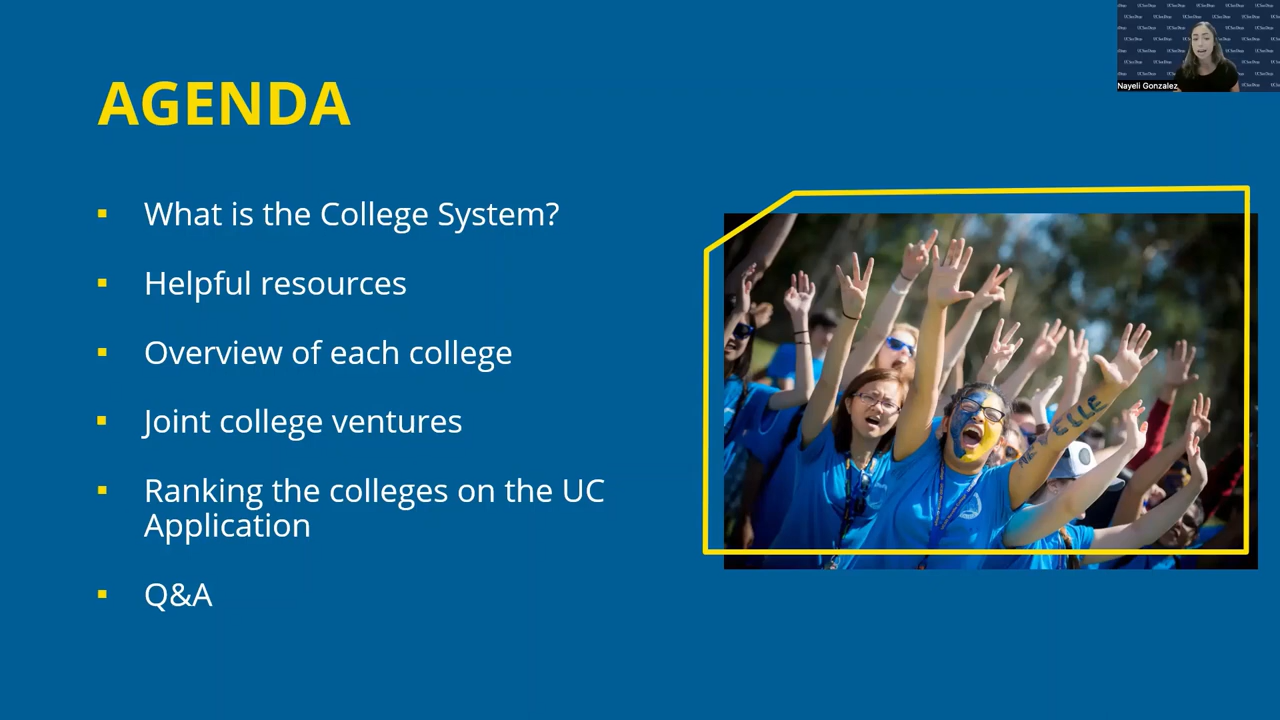 AGENDA
Nayeli Gonzalez
What is the College System?
Helpful resources
Overview of each college
Joint college ventures
Ranking the colleges on the UC
Application
Q&A